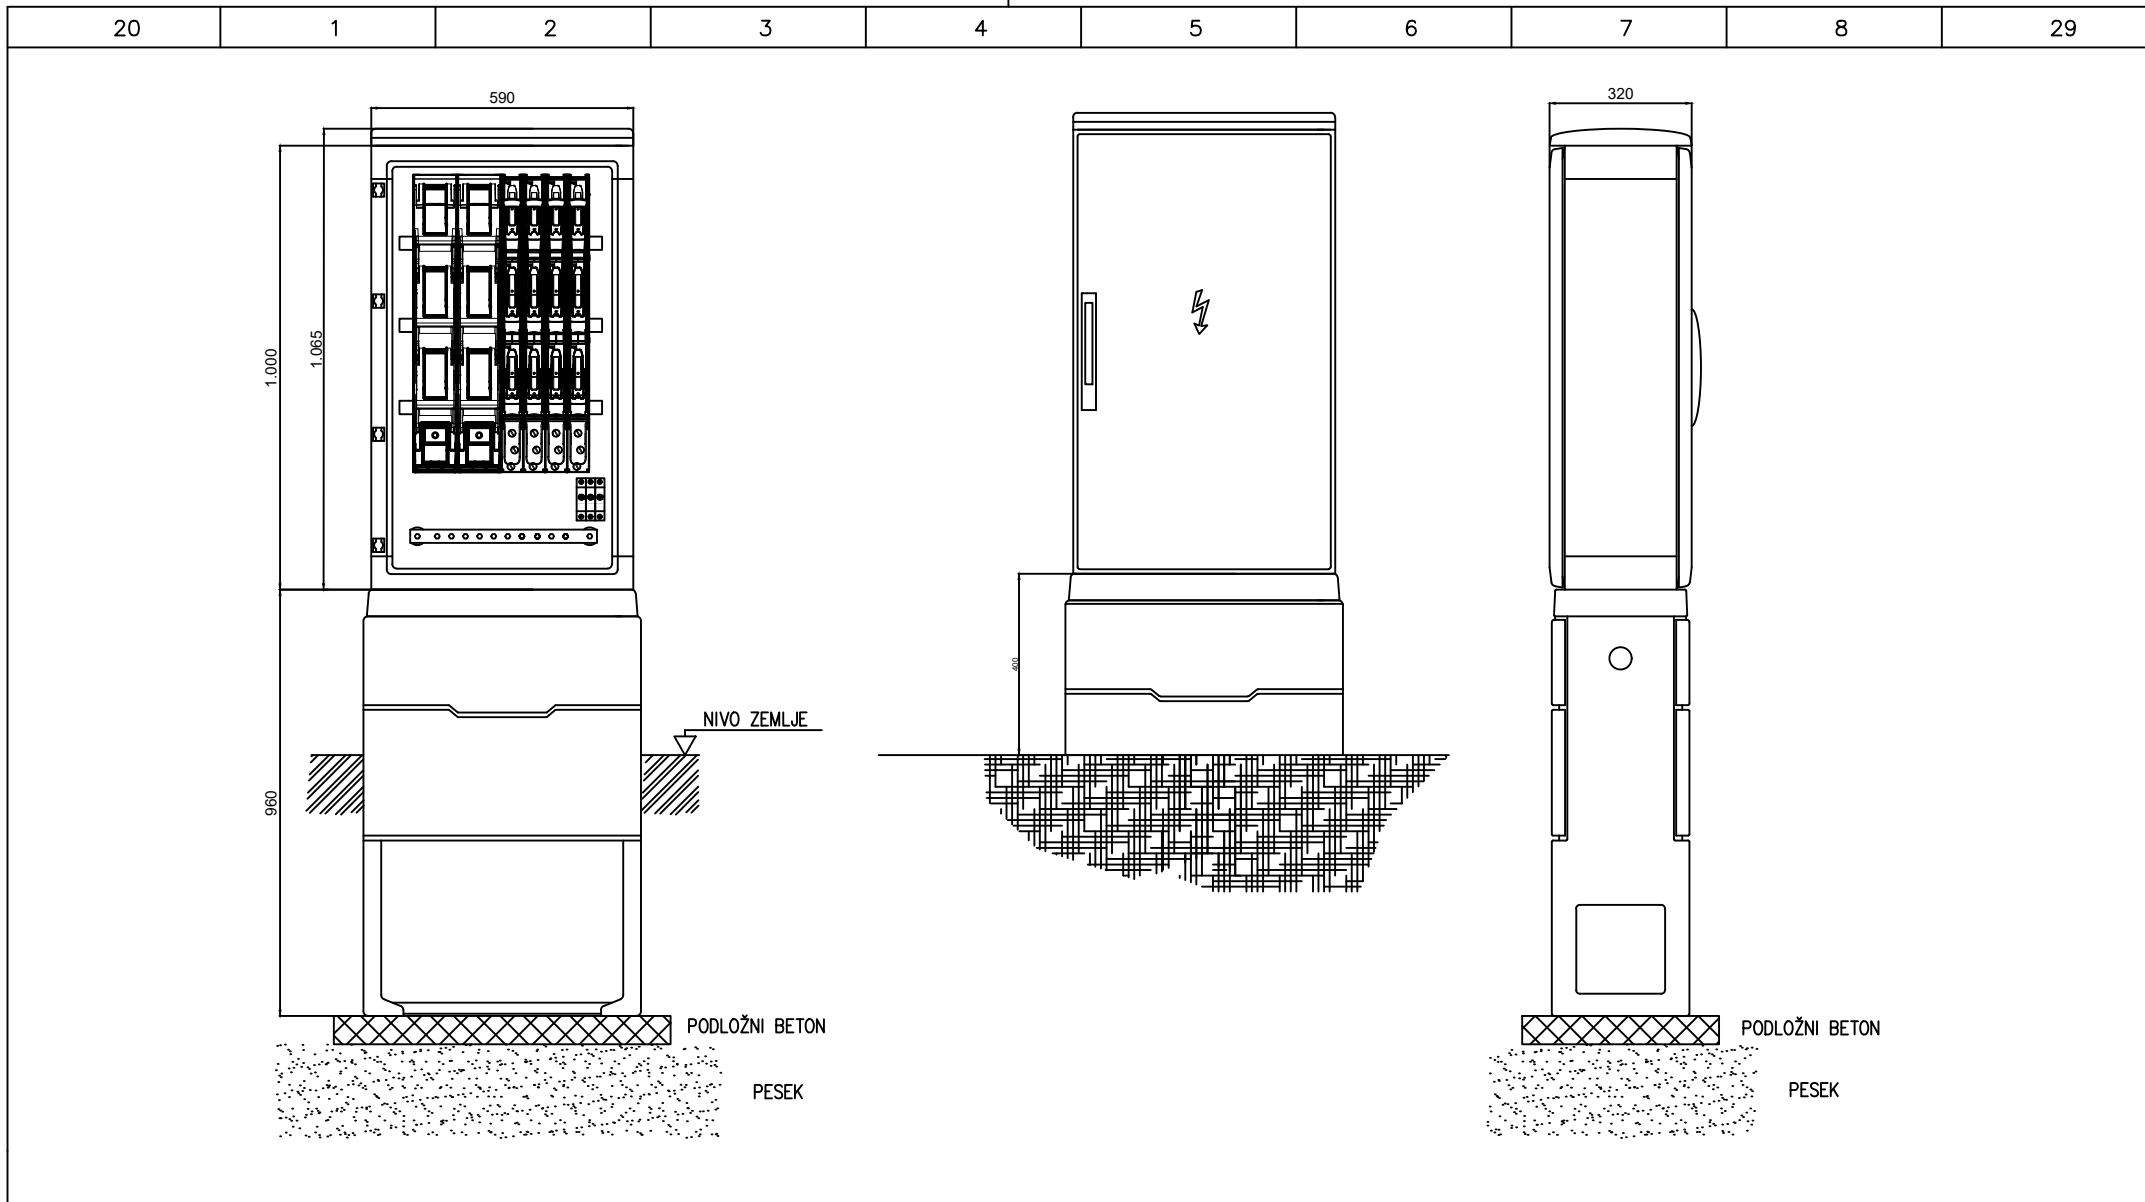 20 1 2 3 4 5 6 7 8 29
590
320
1.000
1.065
400
NIVO ZEMLJE
960
PODLOŽNI BETON
PODLOŽNI BETON
PESEK
PESEK